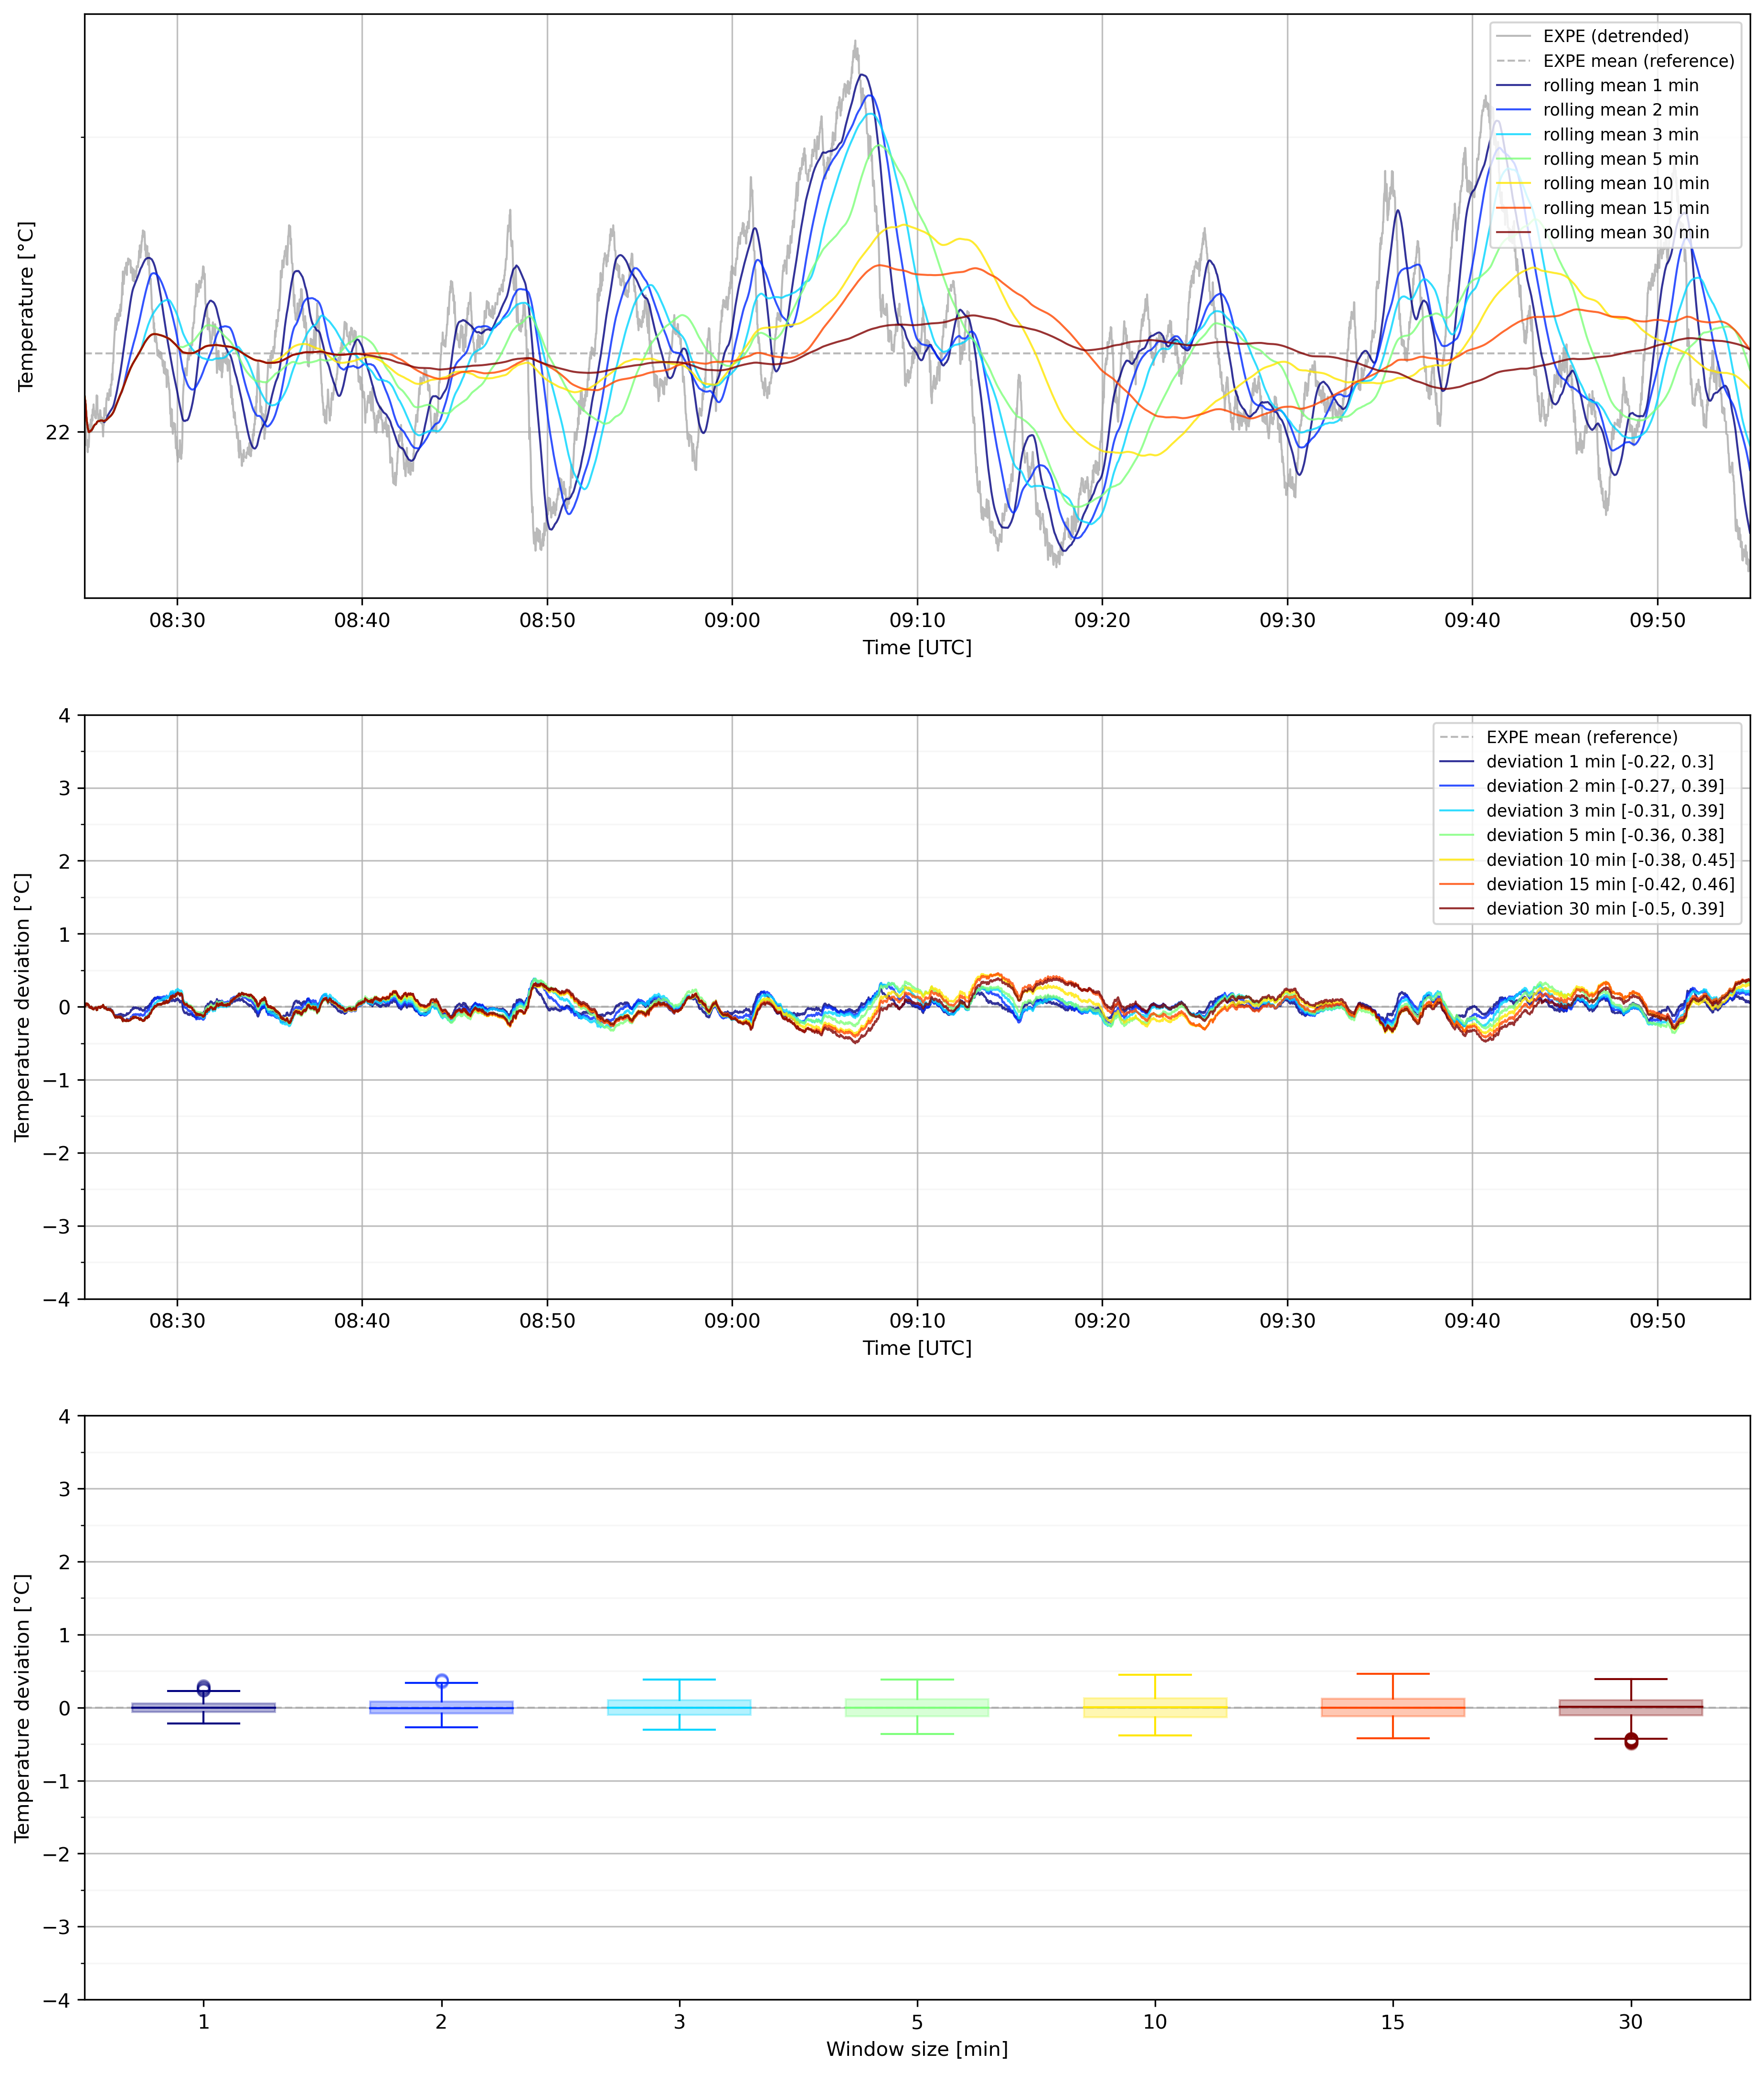 EXPE (detrended)
EXPE mean (reference)
rolling mean 1 min
rolling mean 2 min
rolling mean 3 min
rolling mean 5 min
rolling mean 10 min
rolling mean 15 min
rolling mean 30 min
Temperature [°C]
22
08:30 08:40 08:50 09:00 09:10 09:20 09:30 09:40 09:50
Time [UTC]
EXPE mean (reference)
deviation 1 min [-0.22, 0.3]
deviation 2 min [-0.27, 0.39]
deviation 3 min [-0.31, 0.39]
deviation 5 min [-0.36, 0.38]
deviation 10 min [-0.38, 0.45]
deviation 15 min [-0.42, 0.46]
deviation 30 min [-0.5, 0.39]
Temperature deviation [°C]
4
3
2
1
0
−1
−2
−3
−4
08:30 08:40 08:50 09:00 09:10 09:20 09:30 09:40 09:50
Time [UTC]
Temperature deviation [°C]
4
3
2
1
0
−1
−2
−3
−4
1 2 3 5 10 15 30
Window size [min]